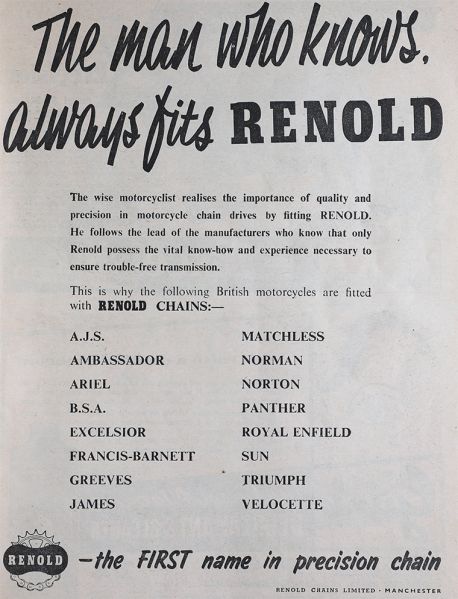 The man who knows.
always fits RENOLD
The wise motorcyclist realises the importance of quality and
precision in motorcycle chain drives by fitting RENOLD.
He follows the lead of the manufacturers who know that only
Renold possess the vital know-how and experience necessary to
ensure trouble-free transmission.
This is why the following British motorcycles are fitted
with RENOLD CHAINS:—
A.J.S.
AMBASSADOR
ARIEL
B.S.A.
EXCELSIOR
FRANCIS-BARNETT
GREEVES
JAMES
MATCHLESS
NORMAN
NORTON
PANTHER
ROYAL ENFIELD
SUN
TRIUMPH
VELOCETTE
RENOLD
—the FIRST name in precision chain
RENOLD CHAINS LIMITED · MANCHESTER